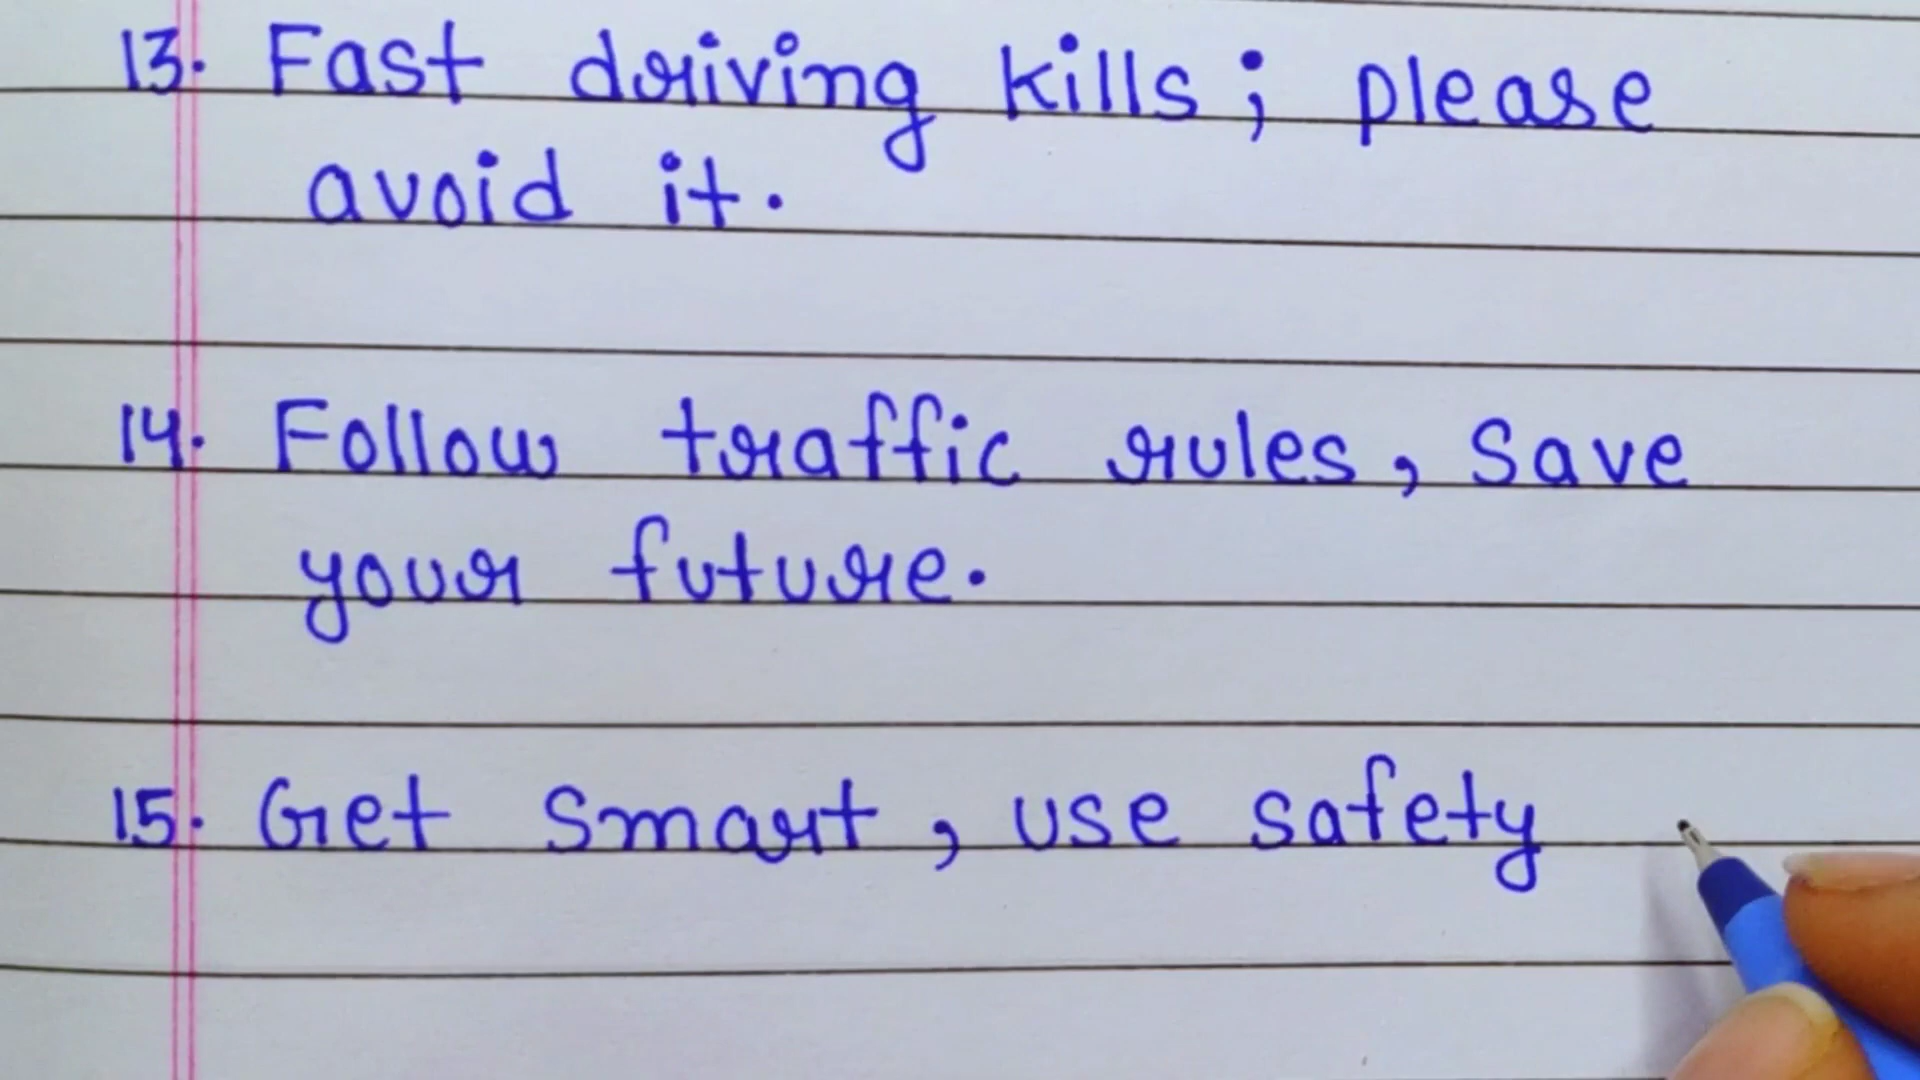 13. Fast driving kills; please
avoid it.
14. Follow traffic rules, Save
your future.
15. Get smart, use safety